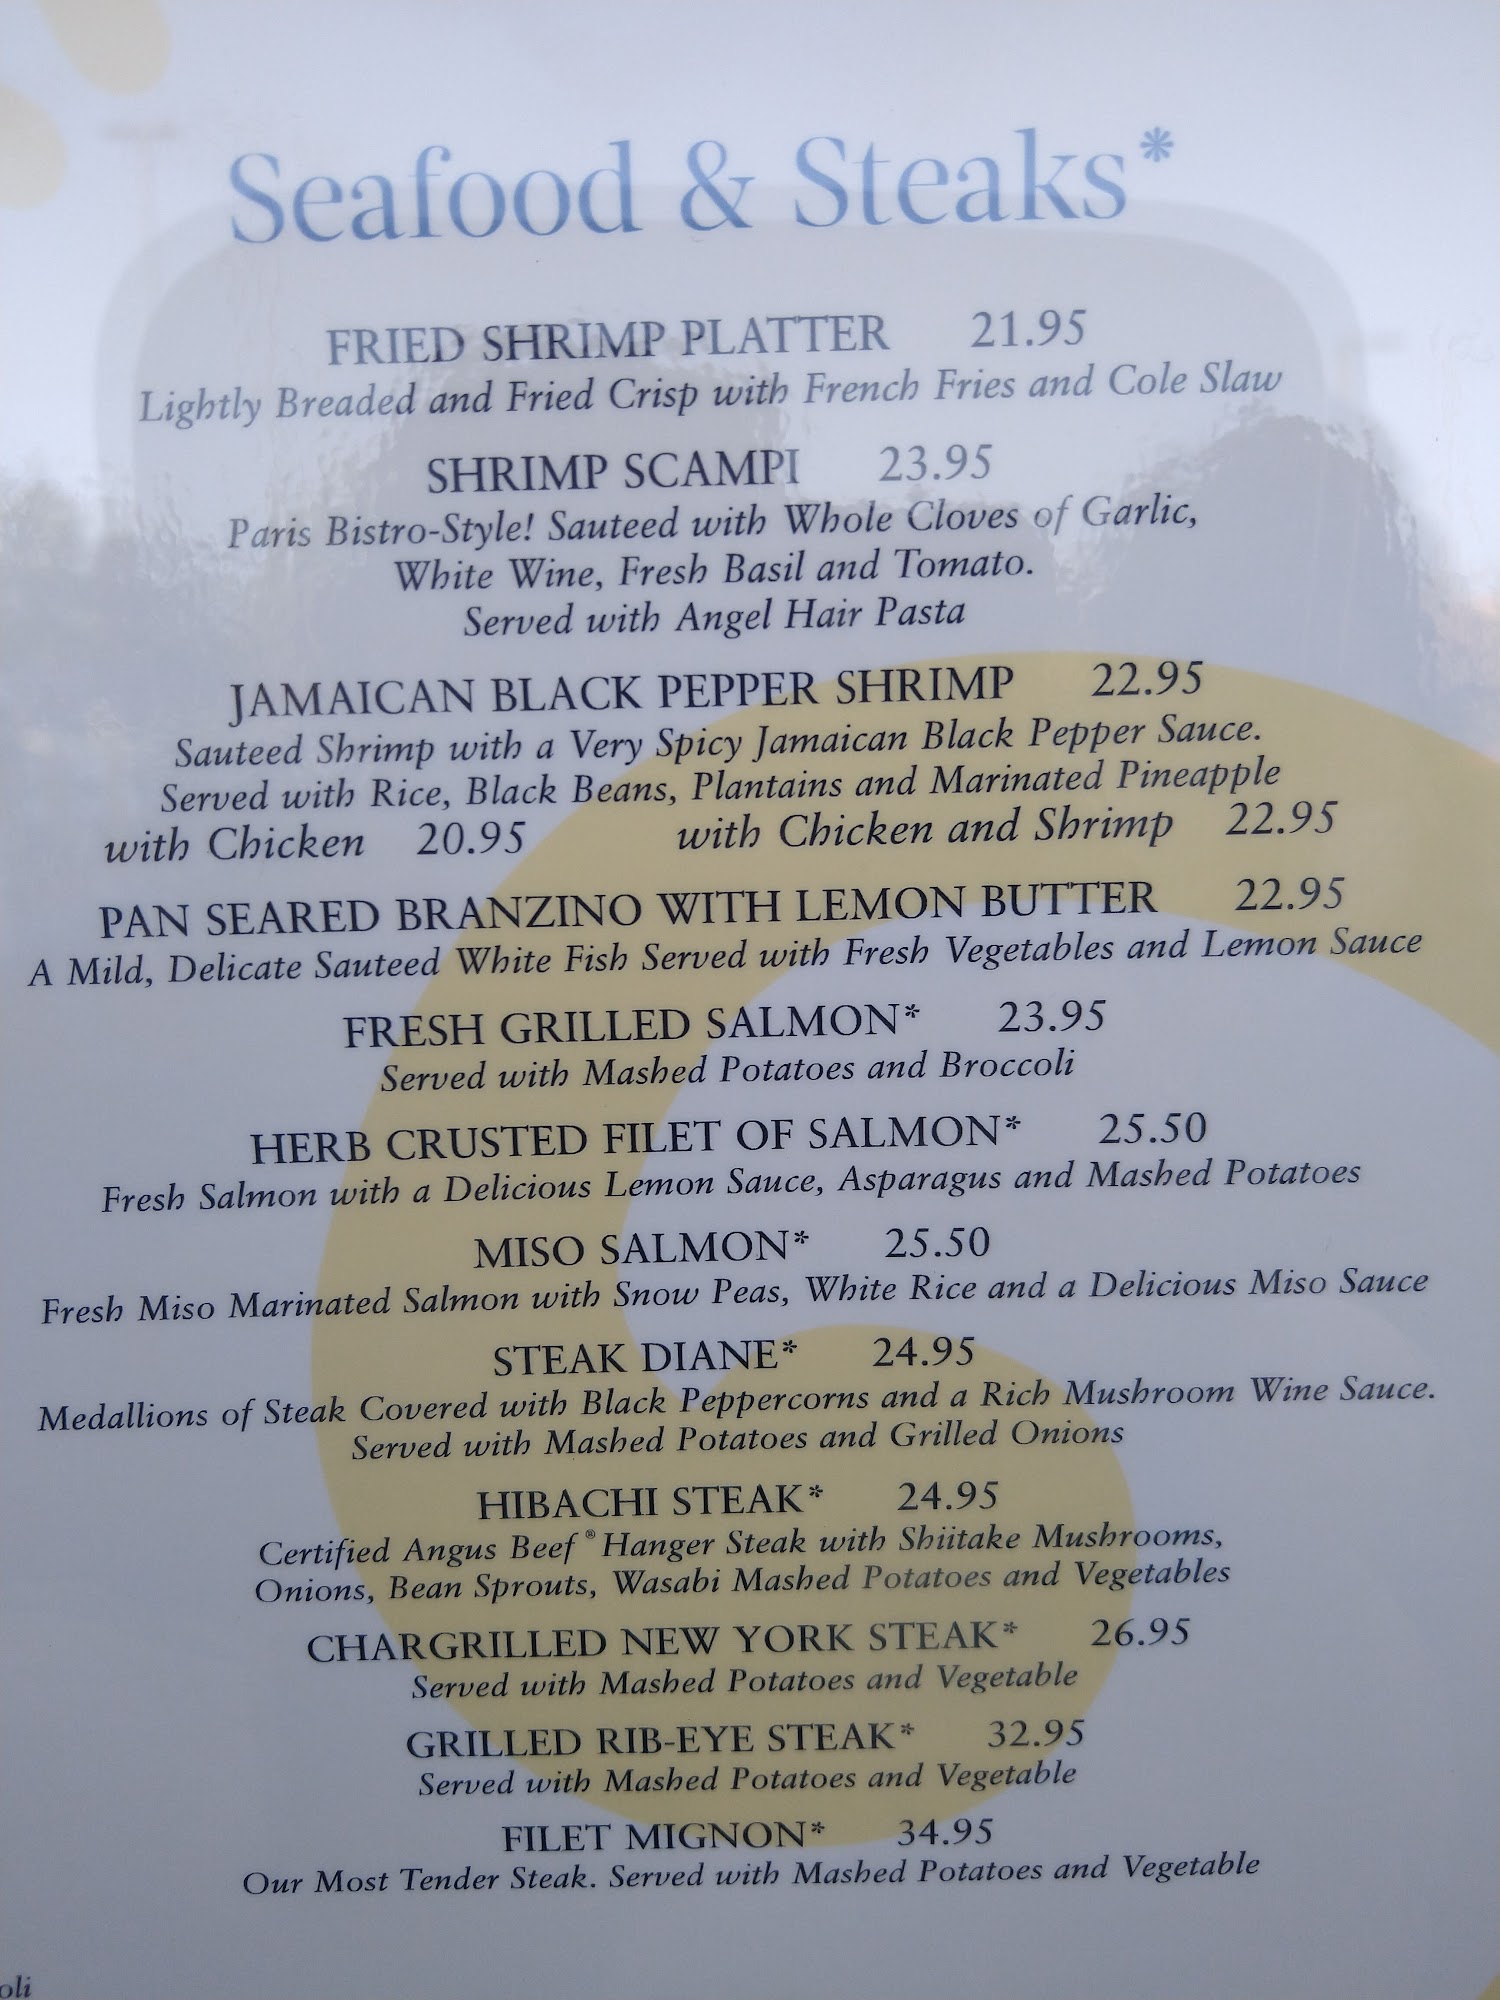 Seafood & Steaks*
FRIED SHRIMP PLATTER 21.95
Lightly Breaded and Fried Crisp with French Fries and Cole Slaw
SHRIMP SCAMPI 23.95
Paris Bistro-Style! Sauteed with Whole Cloves of Garlic,
White Wine, Fresh Basil and Tomato.
Served with Angel Hair Pasta
JAMAICAN BLACK PEPPER SHRIMP 22.95
Sauteed Shrimp with a Very Spicy Jamaican Black Pepper Sauce.
Served with Rice, Black Beans, Plantains and Marinated Pineapple
with Chicken 20.95 with Chicken and Shrimp 22.95
PAN SEARED BRANZINO WITH LEMON BUTTER 22.95
A Mild, Delicate Sauteed White Fish Served with Fresh Vegetables and Lemon Sauce
FRESH GRILLED SALMON* 23.95
Served with Mashed Potatoes and Broccoli
HERB CRUSTED FILET OF SALMON* 25.50
Fresh Salmon with a Delicious Lemon Sauce, Asparagus and Mashed Potatoes
MISO SALMON* 25.50
Fresh Miso Marinated Salmon with Snow Peas, White Rice and a Delicious Miso Sauce
STEAK DIANE* 24.95
Medallions of Steak Covered with Black Peppercorns and a Rich Mushroom Wine Sauce.
Served with Mashed Potatoes and Grilled Onions
HIBACHI STEAK* 24.95
Certified Angus Beef® Hanger Steak with Shiitake Mushrooms,
Onions, Bean Sprouts, Wasabi Mashed Potatoes and Vegetables
CHARGRILLED NEW YORK STEAK* 26.95
Served with Mashed Potatoes and Vegetable
GRILLED RIB-EYE STEAK* 32.95
Served with Mashed Potatoes and Vegetable
FILET MIGNON* 34.95
Our Most Tender Steak. Served with Mashed Potatoes and Vegetable
oli